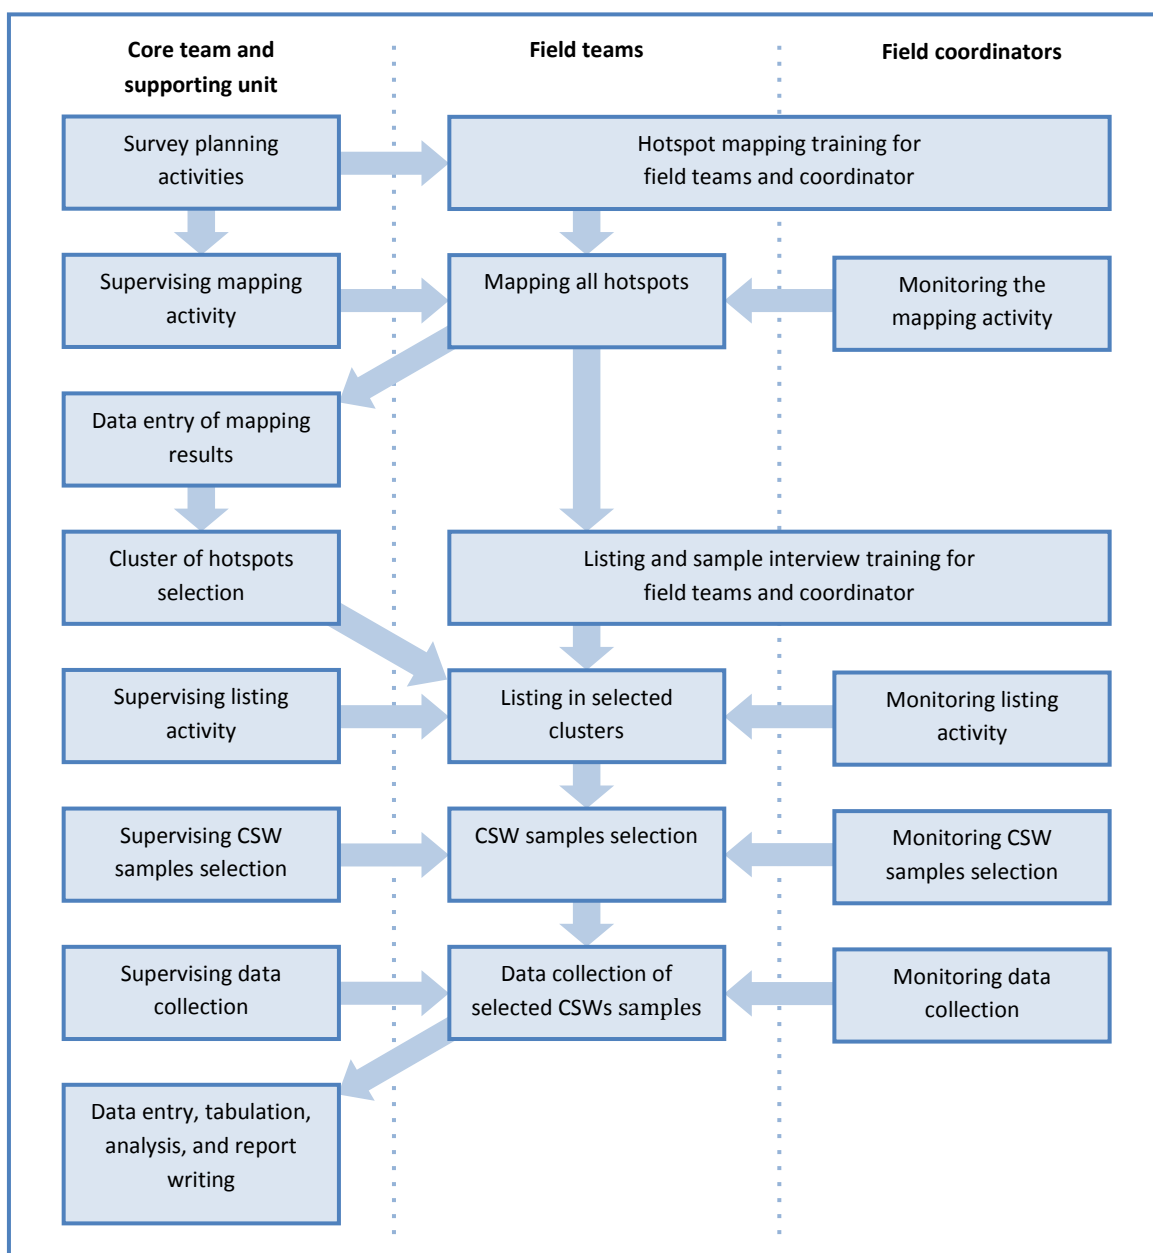 Core team and
supporting unit
Field teams
Field coordinators
Survey planning
activities
Hotspot mapping training for
field teams and coordinator
Supervising mapping
activity
Mapping all hotspots
Monitoring the
mapping activity
Data entry of mapping
results
Cluster of hotspots
selection
Listing and sample interview training for
field teams and coordinator
Supervising listing
activity
Listing in selected
clusters
Monitoring listing
activity
Supervising CSW
samples selection
CSW samples selection
Monitoring CSW
samples selection
Supervising data
collection
Data collection of
selected CSWs samples
Monitoring data
collection
Data entry, tabulation,
analysis, and report
writing